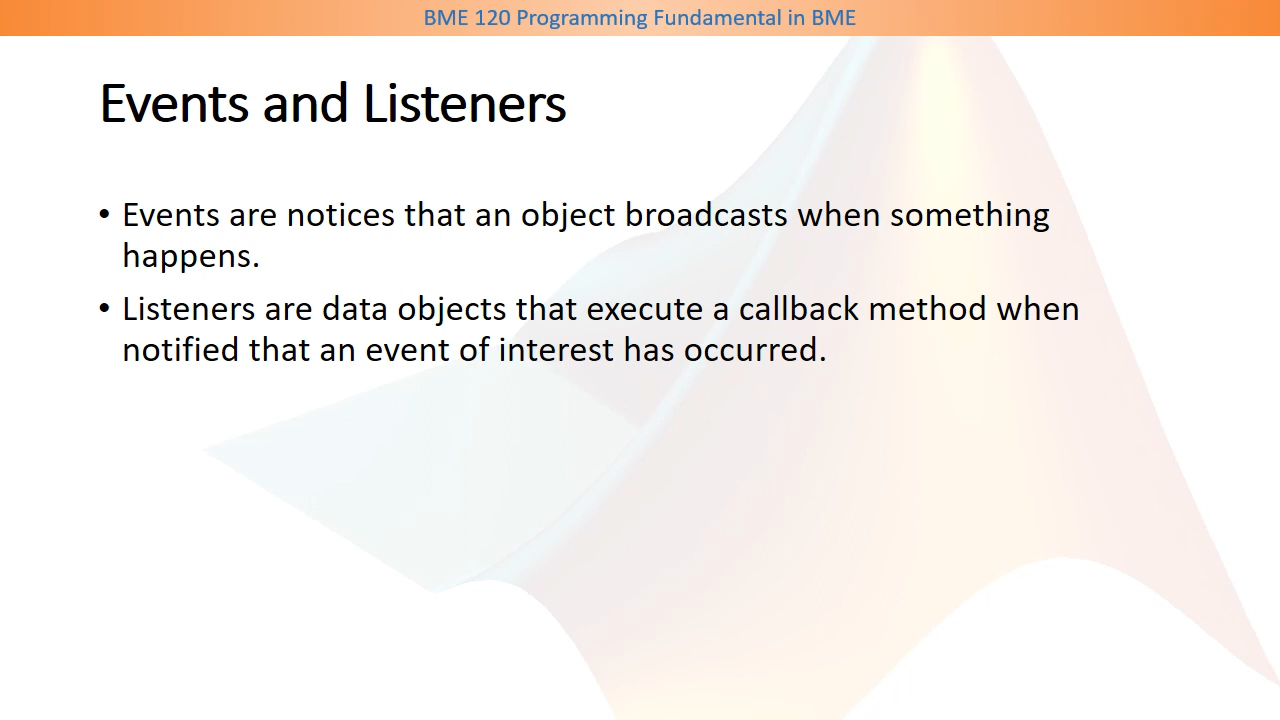 BME 120 Programming Fundamental in BME
Events and Listeners
• Events are notices that an object broadcasts when something
happens.
• Listeners are data objects that execute a callback method when
notified that an event of interest has occurred.